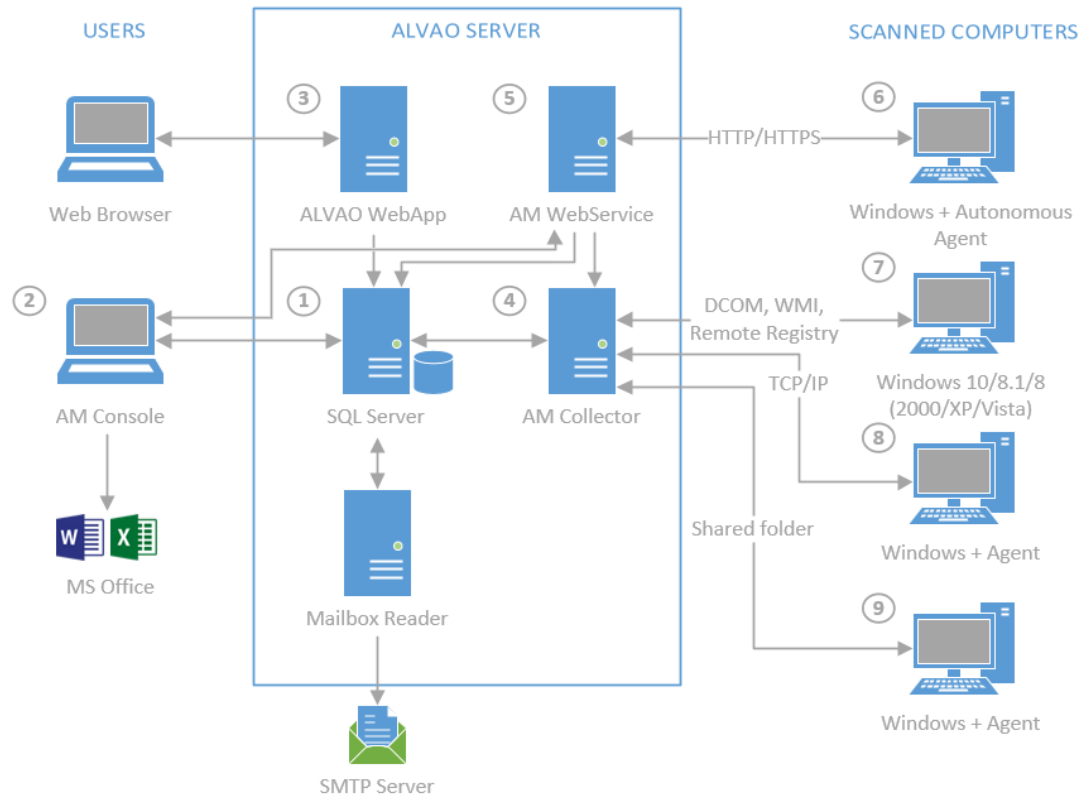 USERS
ALVAO SERVER
SCANNED COMPUTERS
3
5
6
HTTP/HTTPS
Web Browser
ALVAO WebApp
AM WebService
Windows + Autonomous
Agent
2
1
4
7
DCOM, WMI,
Remote Registry
TCP/IP
AM Console
SQL Server
AM Collector
Windows 10/8.1/8
(2000/XP/Vista)
8
W
X
MS Office
Shared folder
Windows + Agent
Mailbox Reader
9
Windows + Agent
SMTP Server